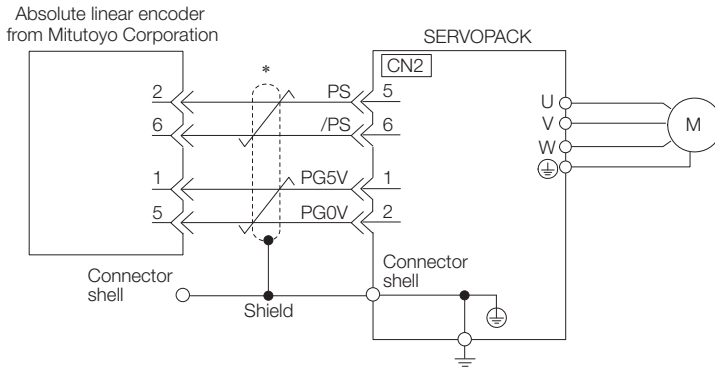 Absolute linear encoder
from Mitutoyo Corporation
SERVOPACK
*
CN2
2 PS 5
6 /PS 6
1 PG5V 1
5 PG0V 2
U
V
W
M
Connector
shell
Shield
Connector
shell